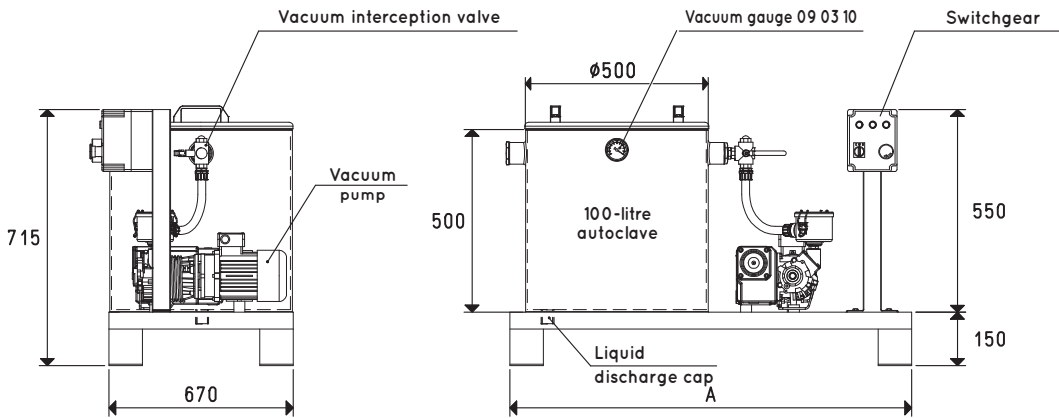 Vacuum interception valve
Vacuum gauge 09 03 10
Switchgear
ø500
Vacuum
pump
715
500
100-litre
autoclave
550
150
Liquid
discharge cap
670
A